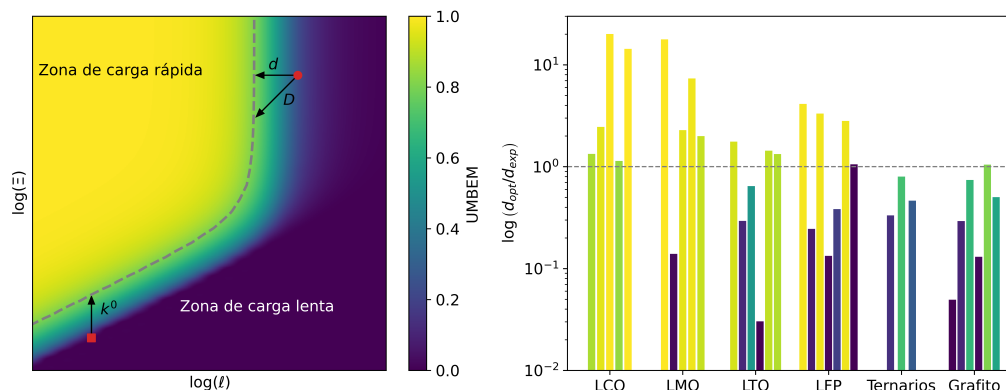 Zona de carga rápida
d
D
k⁰
Zona de carga lenta
log(Ξ)
log(ℓ)
1.0
0.8
0.6
0.4
0.2
0.0
UMBEM
log (d_opt/d_exp)
10¹
10⁰
10⁻¹
10⁻²
LCO LMO LTO LFP Ternarios Grafito